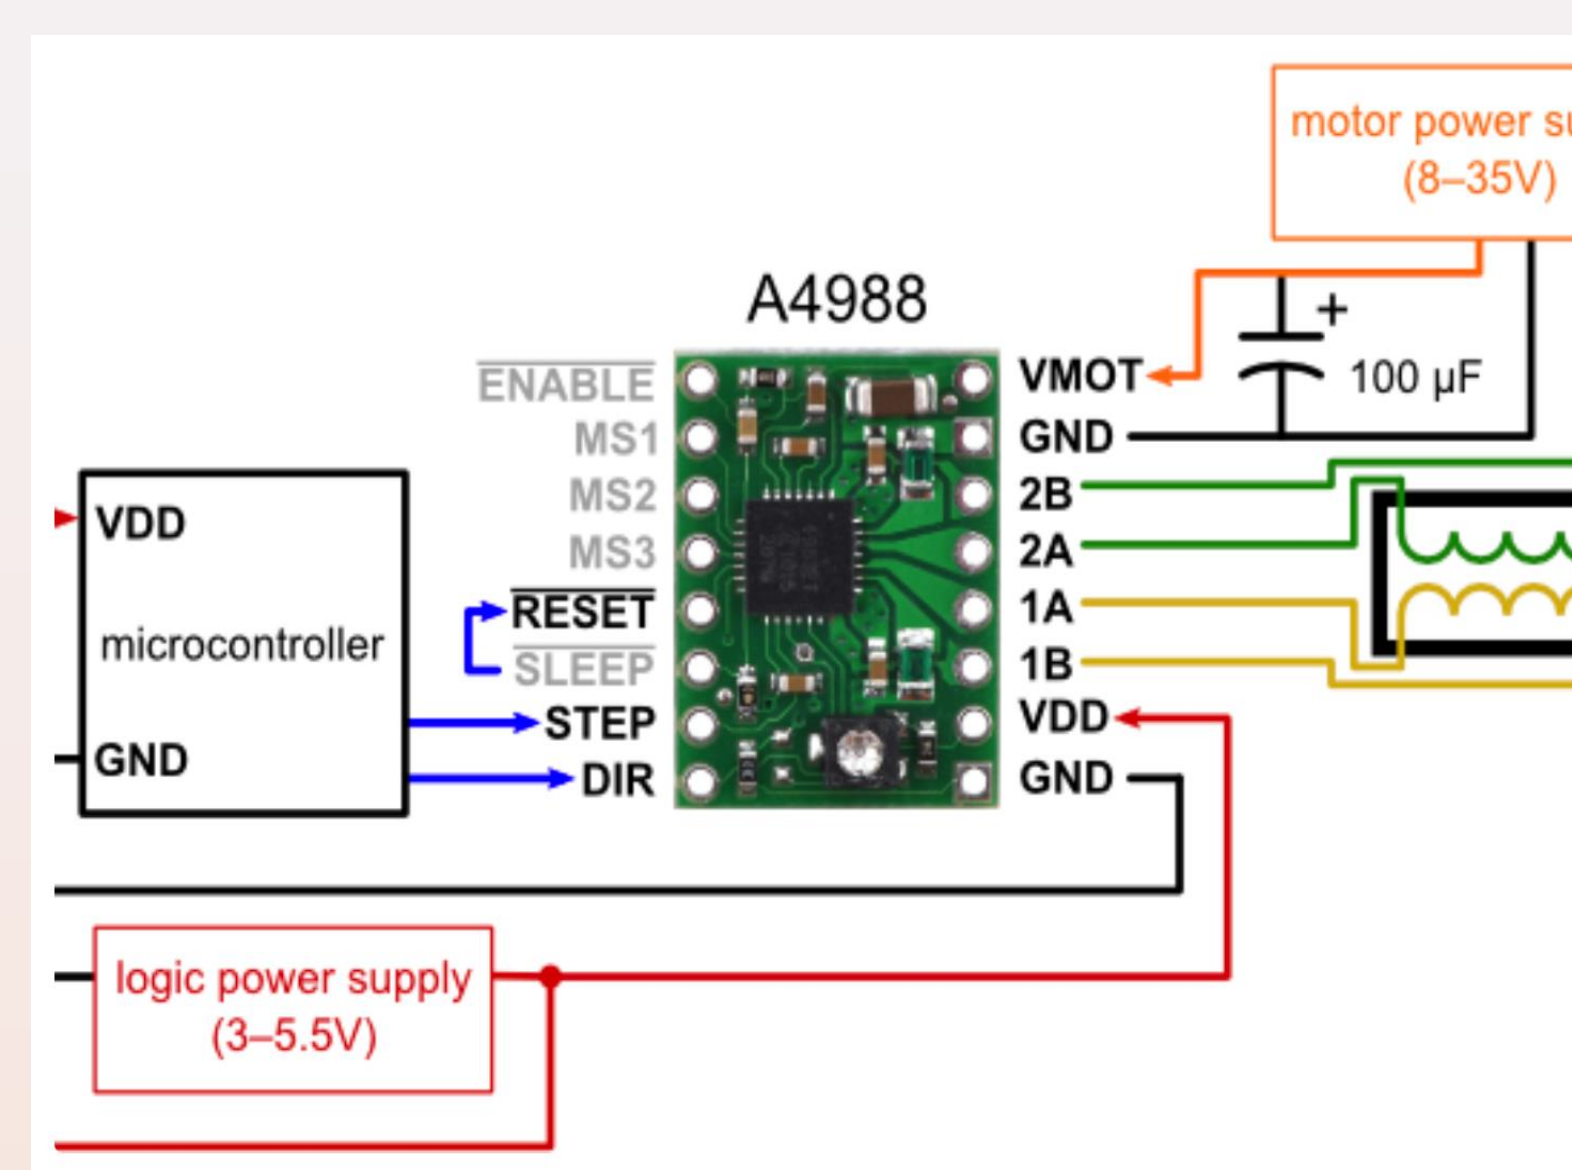 motor power
(8–35V)
A4988
+
100 µF
ENABLE
MS1
MS2
MS3
RESET
SLEEP
STEP
DIR
VMOT
GND
2B
2A
1A
1B
VDD
GND
VDD
microcontroller
GND
logic power supply
(3–5.5V)